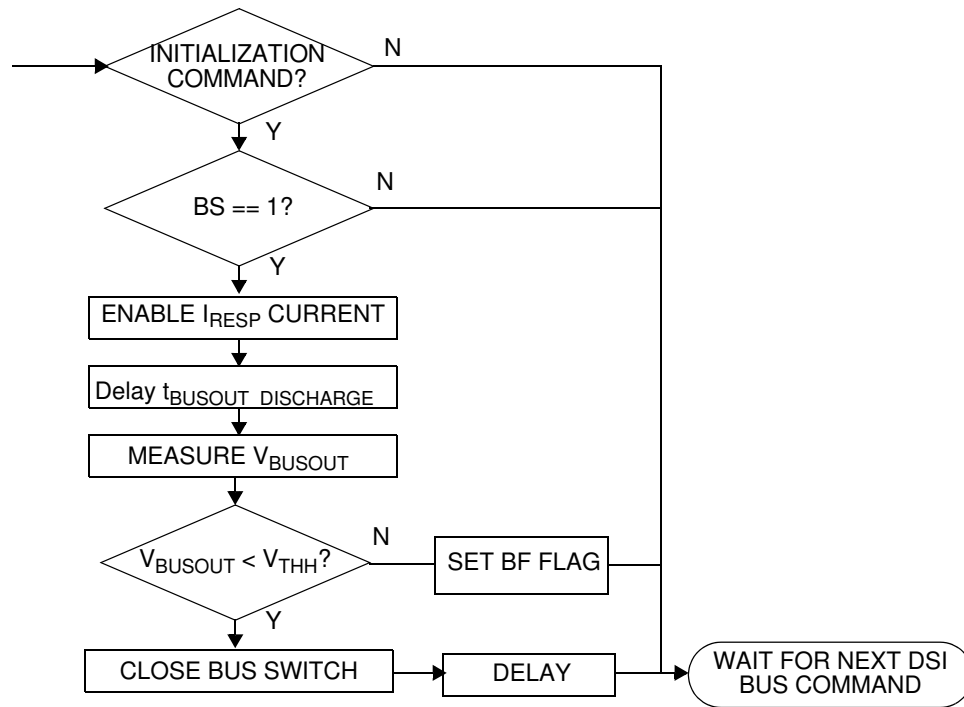 INITIALIZATION
COMMAND?
N
Y
BS == 1?
N
Y
ENABLE IRESP CURRENT
Delay tBUSOUT_DISCHARGE
MEASURE VBUSOUT
VBUSOUT < VTHH?
N
SET BF FLAG
Y
CLOSE BUS SWITCH
DELAY
WAIT FOR NEXT DSI
BUS COMMAND